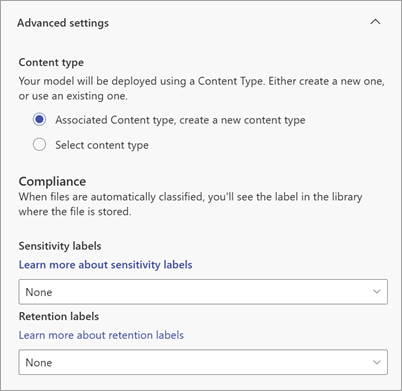 Advanced settings
Content type
Your model will be deployed using a Content Type. Either create a new one,
or use an existing one.
Associated Content type, create a new content type
Select content type
Compliance
When files are automatically classified, you'll see the label in the library
where the file is stored.
Sensitivity labels
Learn more about sensitivity labels
None
Retention labels
Learn more about retention labels
None